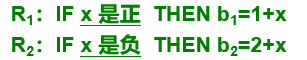 R₁：IF x 是正 THEN b₁=1+x
R₂：IF x 是负 THEN b₂=2+x